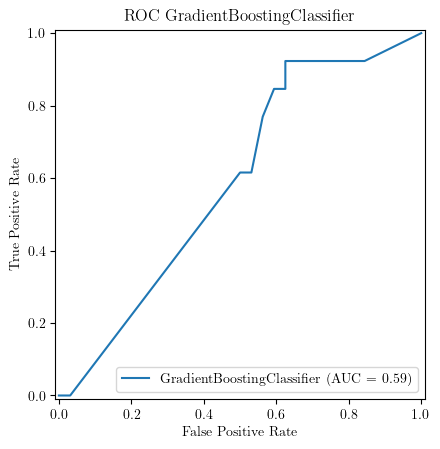 ROC GradientBoostingClassifier
1.0
0.8
0.6
0.4
0.2
0.0
True Positive Rate
GradientBoostingClassifier (AUC = 0.59)
0.0 0.2 0.4 0.6 0.8 1.0
False Positive Rate